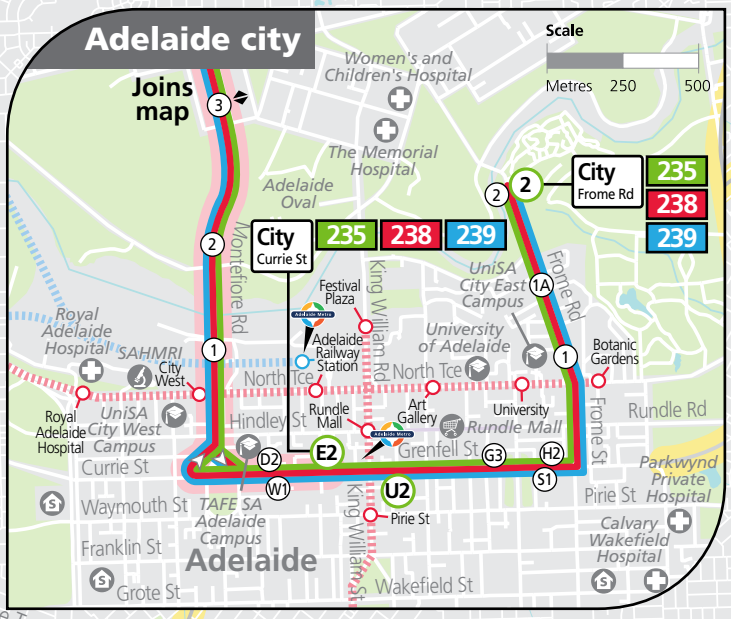 Adelaide city
Joins
map
3
Scale
Metres 250 500
Women's and
Children's Hospital
The Memorial
Hospital
Adelaide
Oval
2
2
City
Frome Rd
235
238
239
City
Currie St
235
238
239
2
Montefiore Rd
King William Rd
Frome Rd
Festival
Plaza
UniSA
City East
Campus
1A
Adelaide Metro
Royal
Adelaide
Hospital
SAHMRI
City
West
1
Adelaide
Railway
Station
University
of Adelaide
1
Botanic
Gardens
North Tce
North Tce
Royal
Adelaide
Hospital
UniSA
City West
Campus
Hindley St
Rundle
Mall
Art
Gallery
University
Rundle Mall
Frome St
Rundle Rd
Adelaide Metro
Currie St
D2
E2
Grenfell St
G3
H2
W1
U2
S1
Parkwynd
Private
Hospital
Waymouth St
TAFE SA
Adelaide
Campus
King William St
Pirie St
Pirie St
Calvary
Wakefield
Hospital
Franklin St
Adelaide
S
S
S
Grote St
Wakefield St